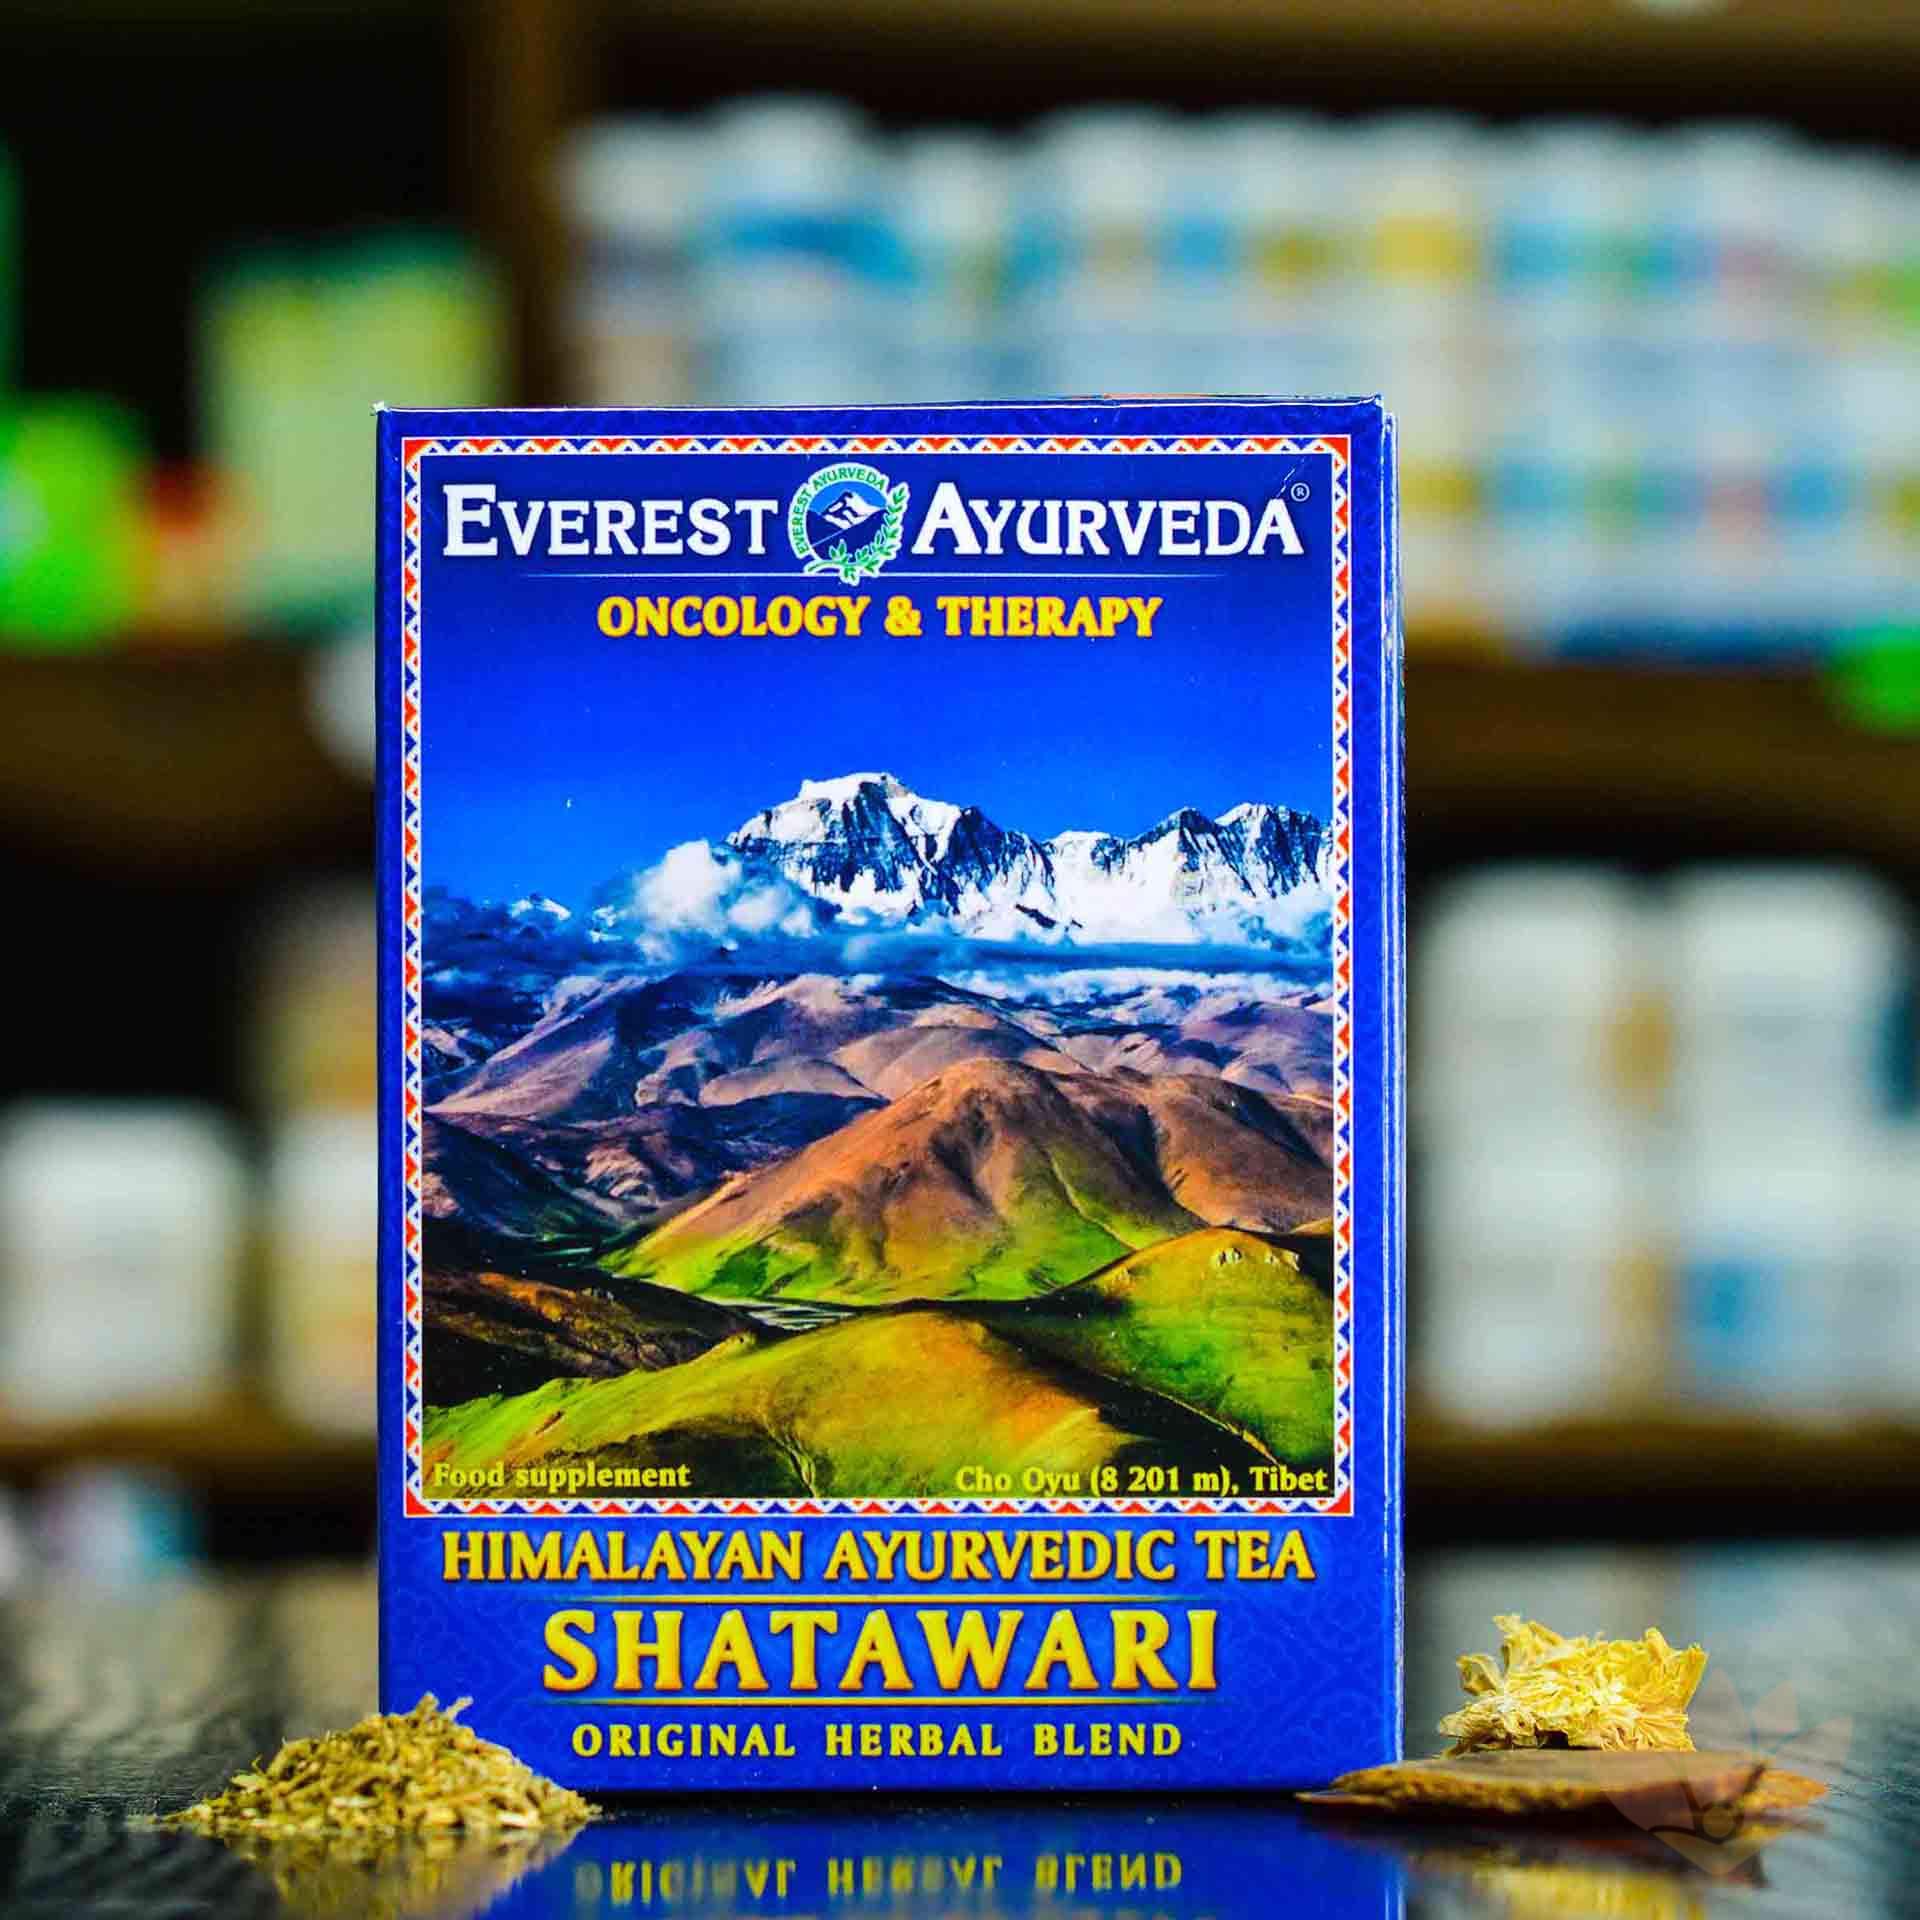 EVEREST AYURVEDA®
EVEREST AYURVEDA
ONCOLOGY & THERAPY
Food supplement
Cho Oyu (8 201 m), Tibet
HIMALAYAN AYURVEDIC TEA
SHATAWARI
ORIGINAL HERBAL BLEND